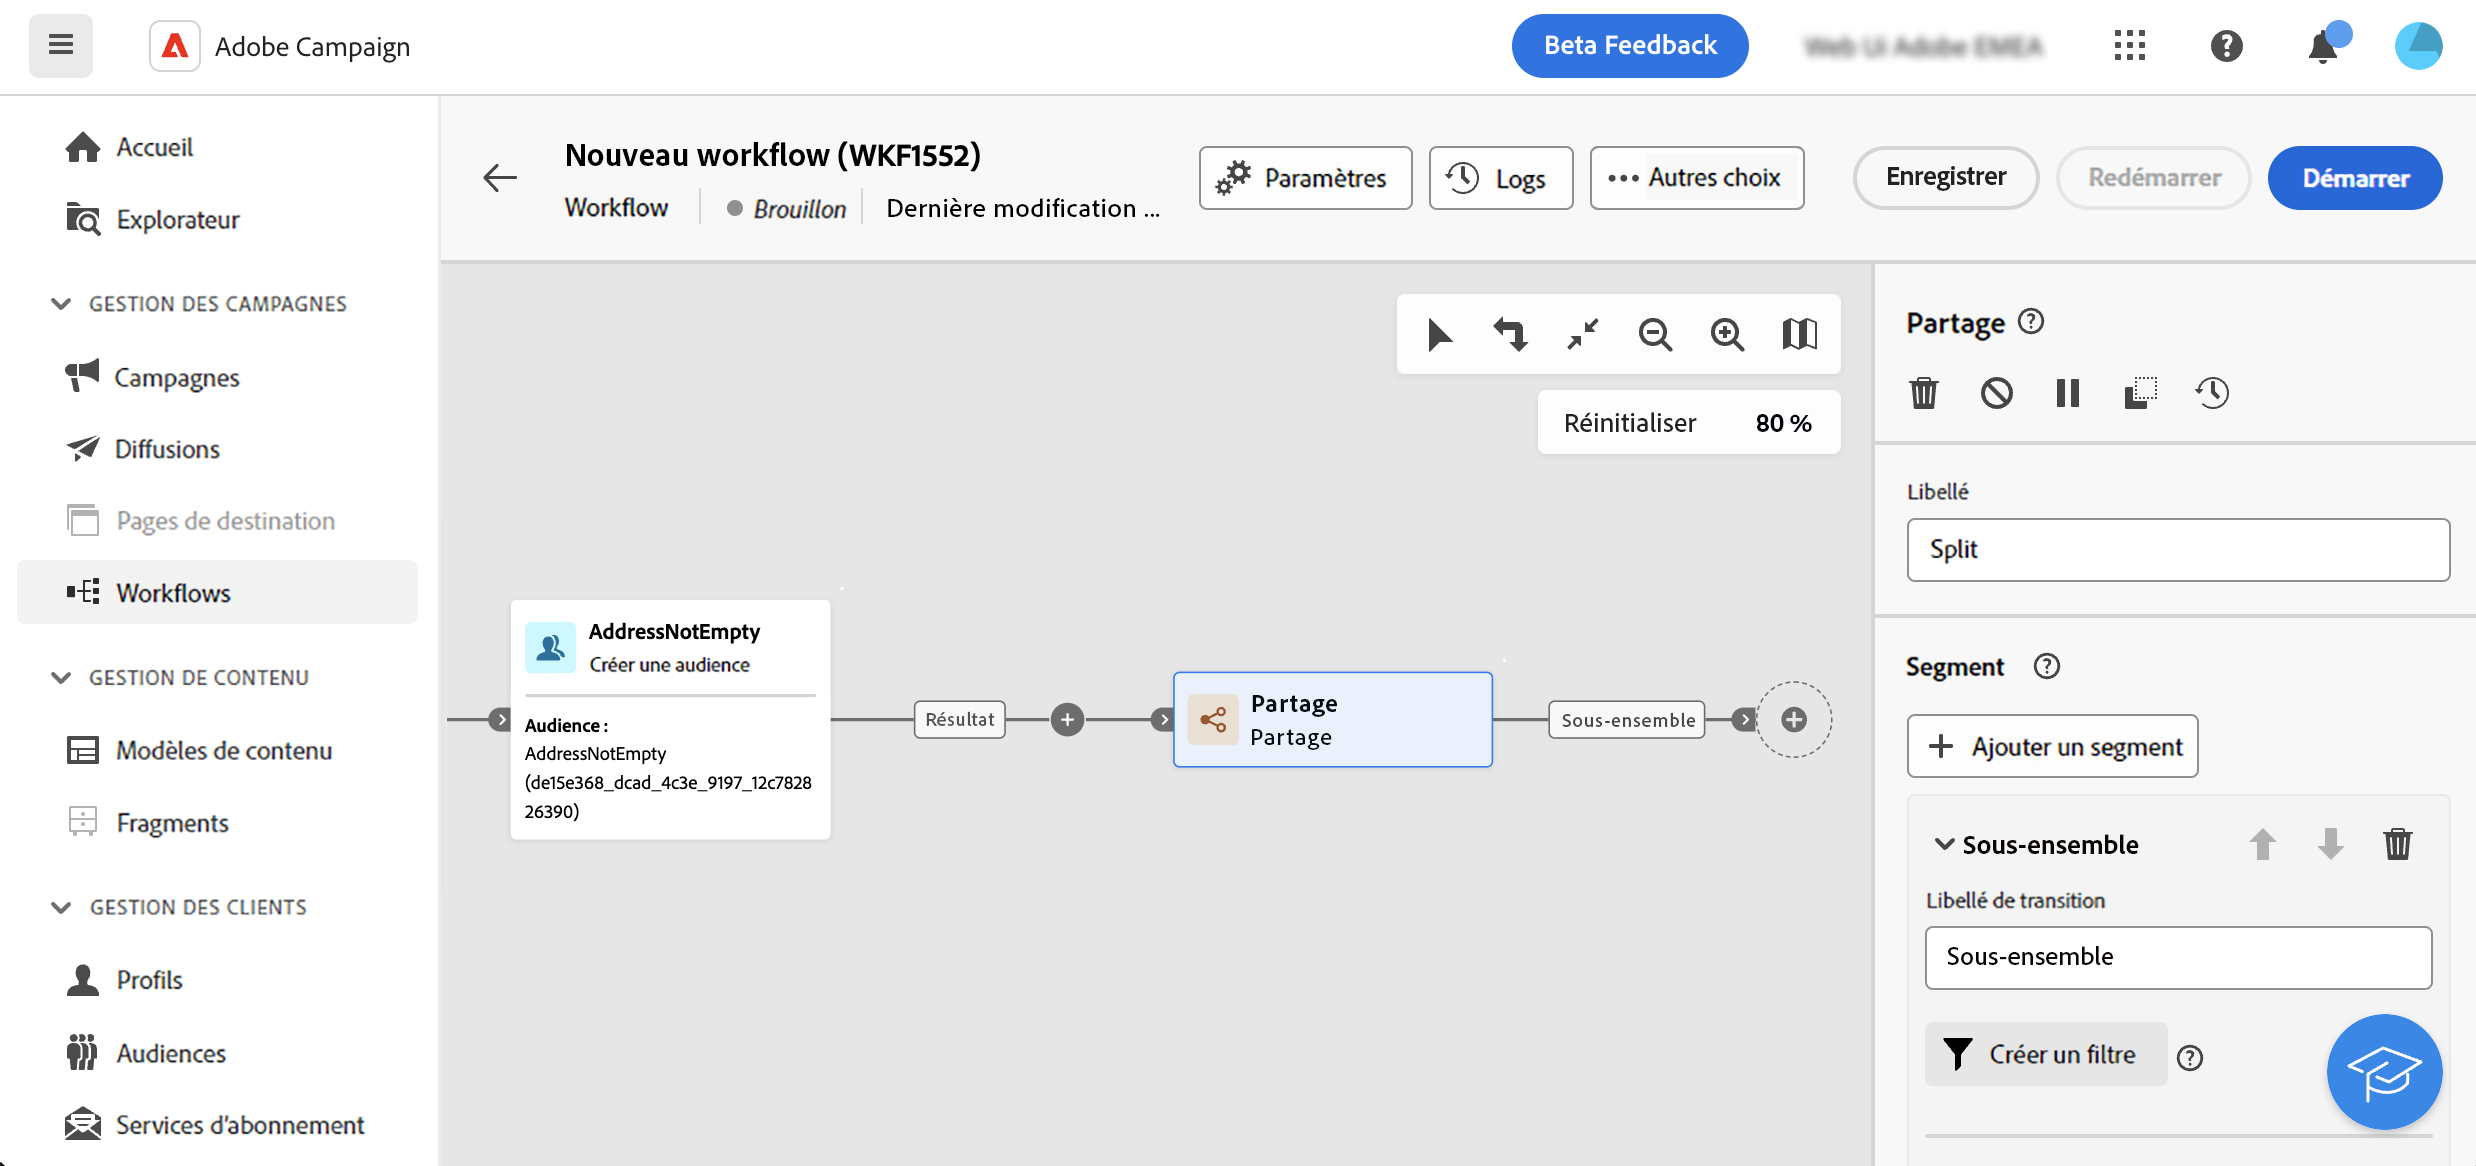 Adobe Campaign
Beta Feedback
Accueil
Explorateur
GESTION DES CAMPAGNES
Campagnes
Diffusions
Pages de destination
Workflows
GESTION DE CONTENU
Modèles de contenu
Fragments
GESTION DES CLIENTS
Profils
Audiences
Services d'abonnement
Nouveau workflow (WKF1552)
Workflow
Brouillon
Dernière modification ...
Paramètres
Logs
Autres choix
Enregistrer
Redémarrer
Démarrer
Réinitialiser
80 %
AddressNotEmpty
Créer une audience
Audience :
AddressNotEmpty
(de15e368_dcad_4c3e_9197_12c7828
26390)
Résultat
Partage
Partage
Sous-ensemble
Partage
Libellé
Split
Segment
Ajouter un segment
Sous-ensemble
Libellé de transition
Sous-ensemble
Créer un filtre